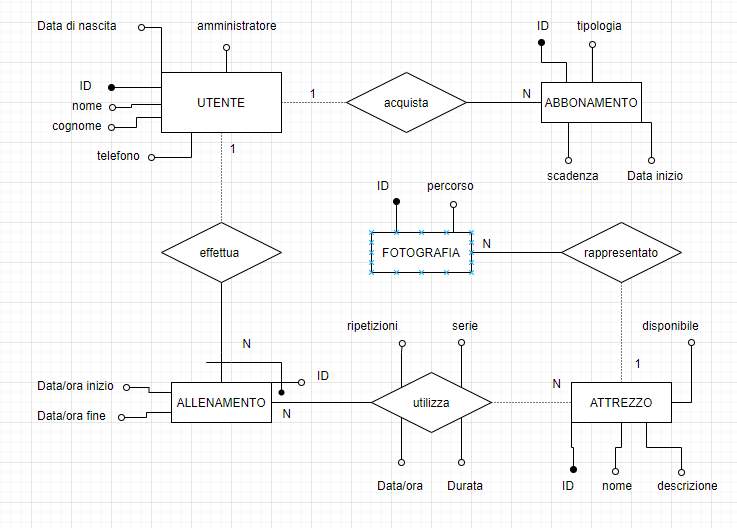 Data di nascita
amministratore
ID
tipologia
ID
nome
cognome
telefono
UTENTE
1
acquista
N
ABBONAMENTO
scadenza
Data inizio
1
ID
percorso
effettua
FOTOGRAFIA
N
rappresentato
N
ripetizioni
serie
disponibile
1
ID
Data/ora inizio
Data/ora fine
ALLENAMENTO
N
utilizza
N
ATTREZZO
Data/ora
Durata
ID
nome
descrizione